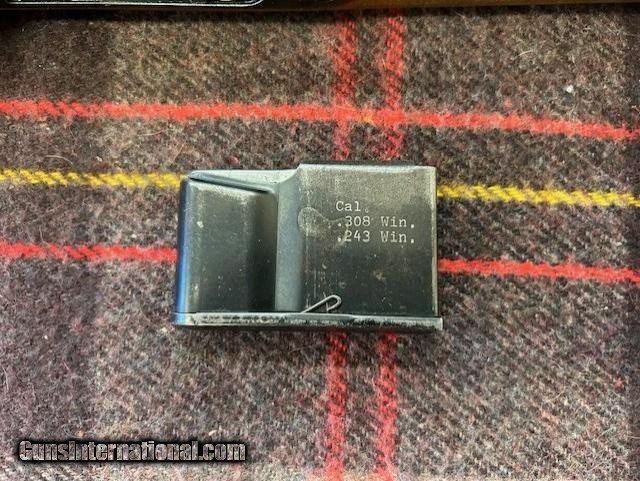 Cal.
.308 Win.
.243 Win.
GunsInternational.com